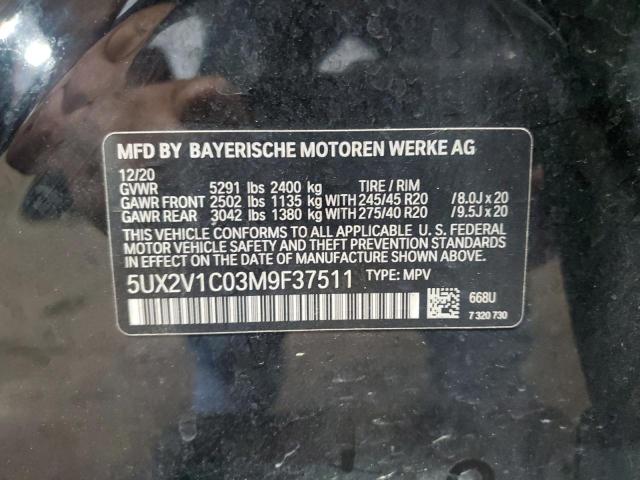 MFD BY BAYERISCHE MOTOREN WERKE AG
12/20
GVWR 5291 lbs 2400 kg TIRE / RIM
GAWR FRONT 2502 lbs 1135 kg WITH 245/45 R20 /8.0J x 20
GAWR REAR 3042 lbs 1380 kg WITH 275/40 R20 /9.5J x 20
THIS VEHICLE CONFORMS TO ALL APPLICABLE U. S. FEDERAL
MOTOR VEHICLE SAFETY, BUMPER, AND THEFT PREVENTION
STANDARDS IN EFFECT ON THE DATE OF MANUFACTURE SHOWN ABOVE.
5UX2V1C03M9F37511 TYPE: MPV
668U
7 320 730